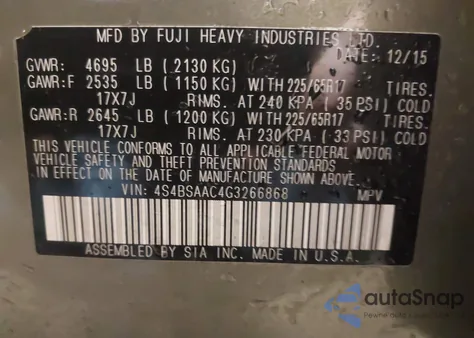 MFD BY FUJI HEAVY INDUSTRIES LTD.
DATE: 12/15
GVWR: 4695 LB (2130 KG)
GAWR:F 2535 LB (1150 KG) WITH 225/65R17 TIRES.
17X7J RIMS. AT 240 KPA (35 PSI) COLD
GAWR:R 2645 LB (1200 KG) WITH 225/65R17 TIRES.
17X7J RIMS. AT 230 KPA (33 PSI) COLD
THIS VEHICLE CONFORMS TO ALL APPLICABLE FEDERAL MOTOR
VEHICLE SAFETY AND THEFT PREVENTION STANDARDS
IN EFFECT ON THE DATE OF MANUFACTURE SHOWN ABOVE.
VIN: 4S4BSAAC4G3266868 MPV
ASSEMBLED BY SIA INC. MADE IN U.S.A.
autaSnap